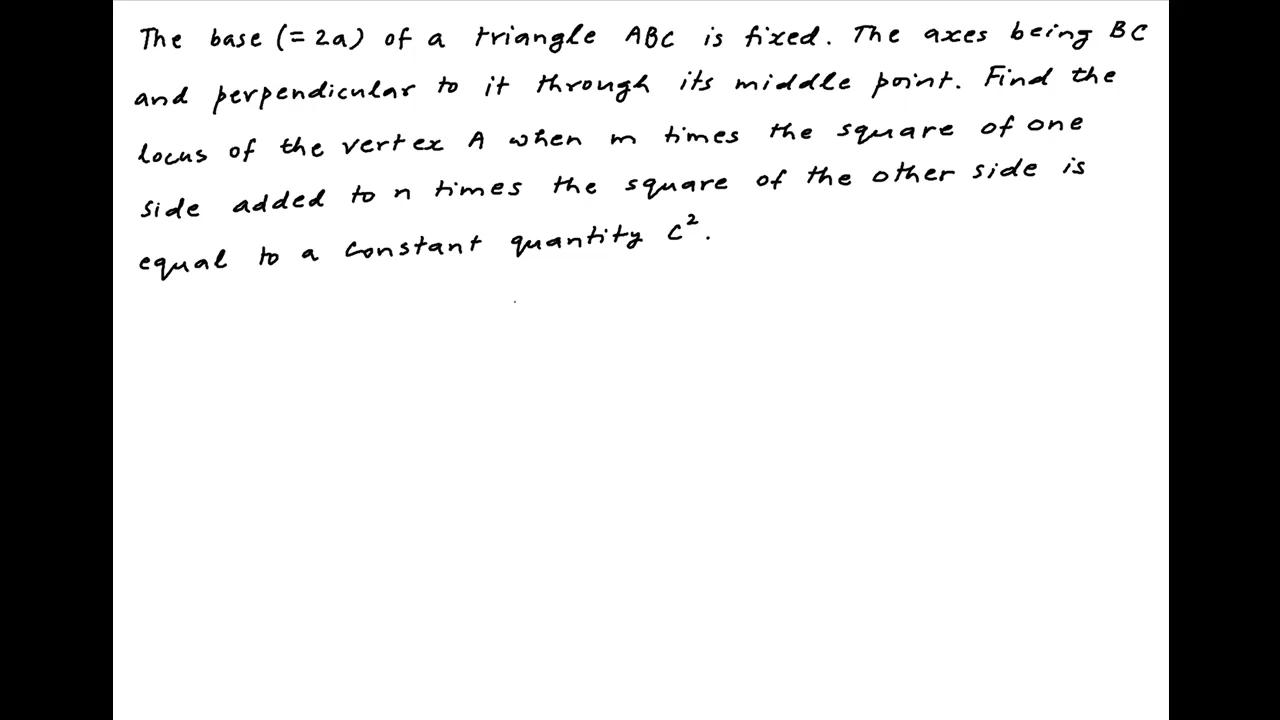 The base (= 2a) of a triangle ABC is fixed. The axes being BC
and perpendicular to it through its middle point. Find the
locus of the vertex A when m times the square of one
side added to n times the square of the other side is
equal to a constant quantity c².